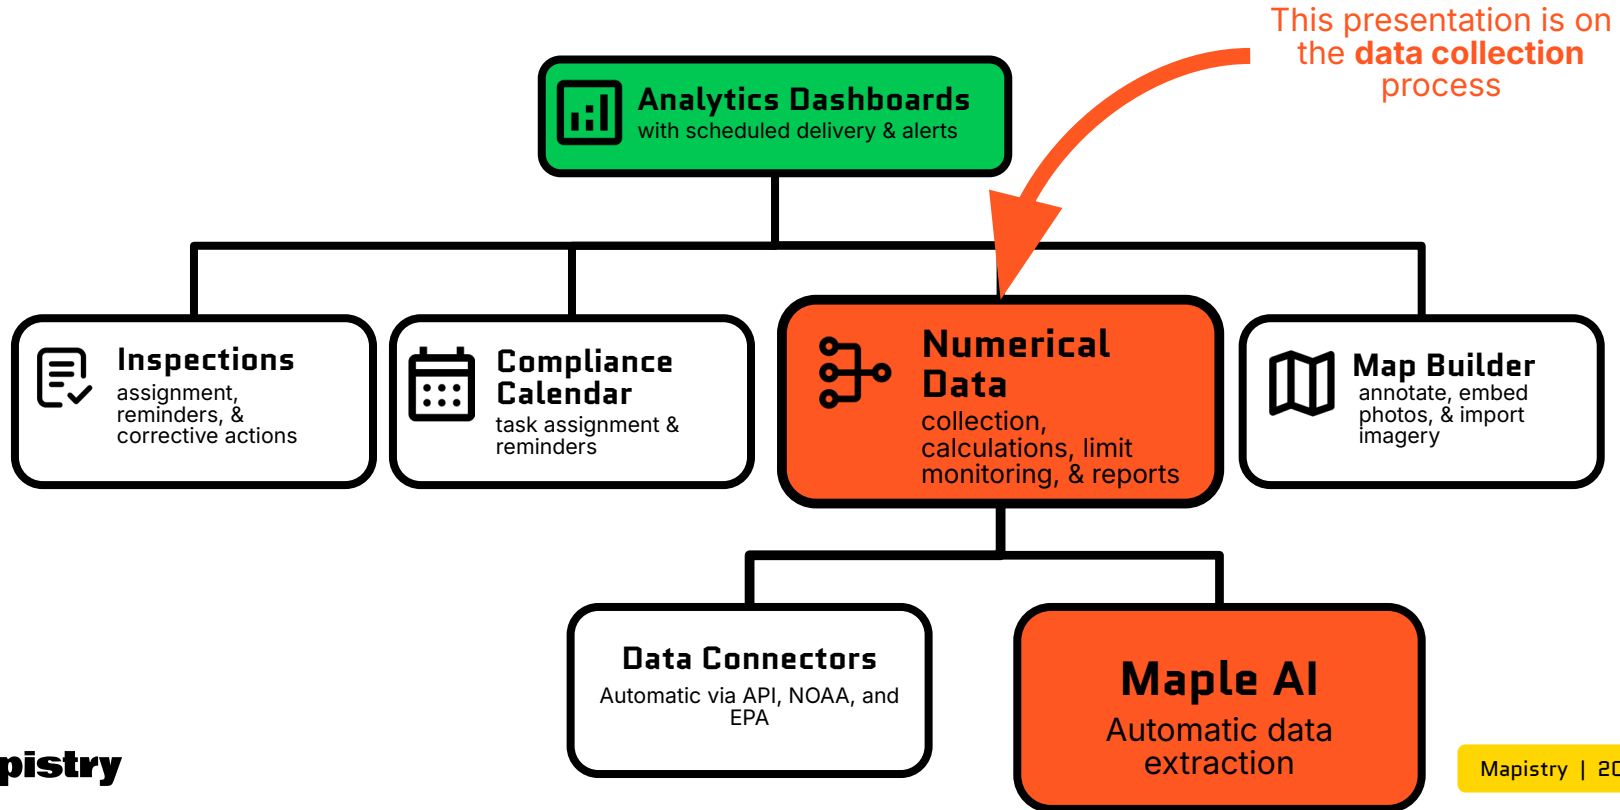 This presentation is on
the data collection
process
Analytics Dashboards
with scheduled delivery & alerts
Inspections
assignment,
reminders, &
corrective actions
Compliance
Calendar
task assignment &
reminders
Numerical
Data
collection,
calculations, limit
monitoring, & reports
Map Builder
annotate, embed
photos, & import
imagery
Data Connectors
Automatic via API, NOAA, and
EPA
Maple AI
Automatic data
extraction
pistry
Mapistry | 20